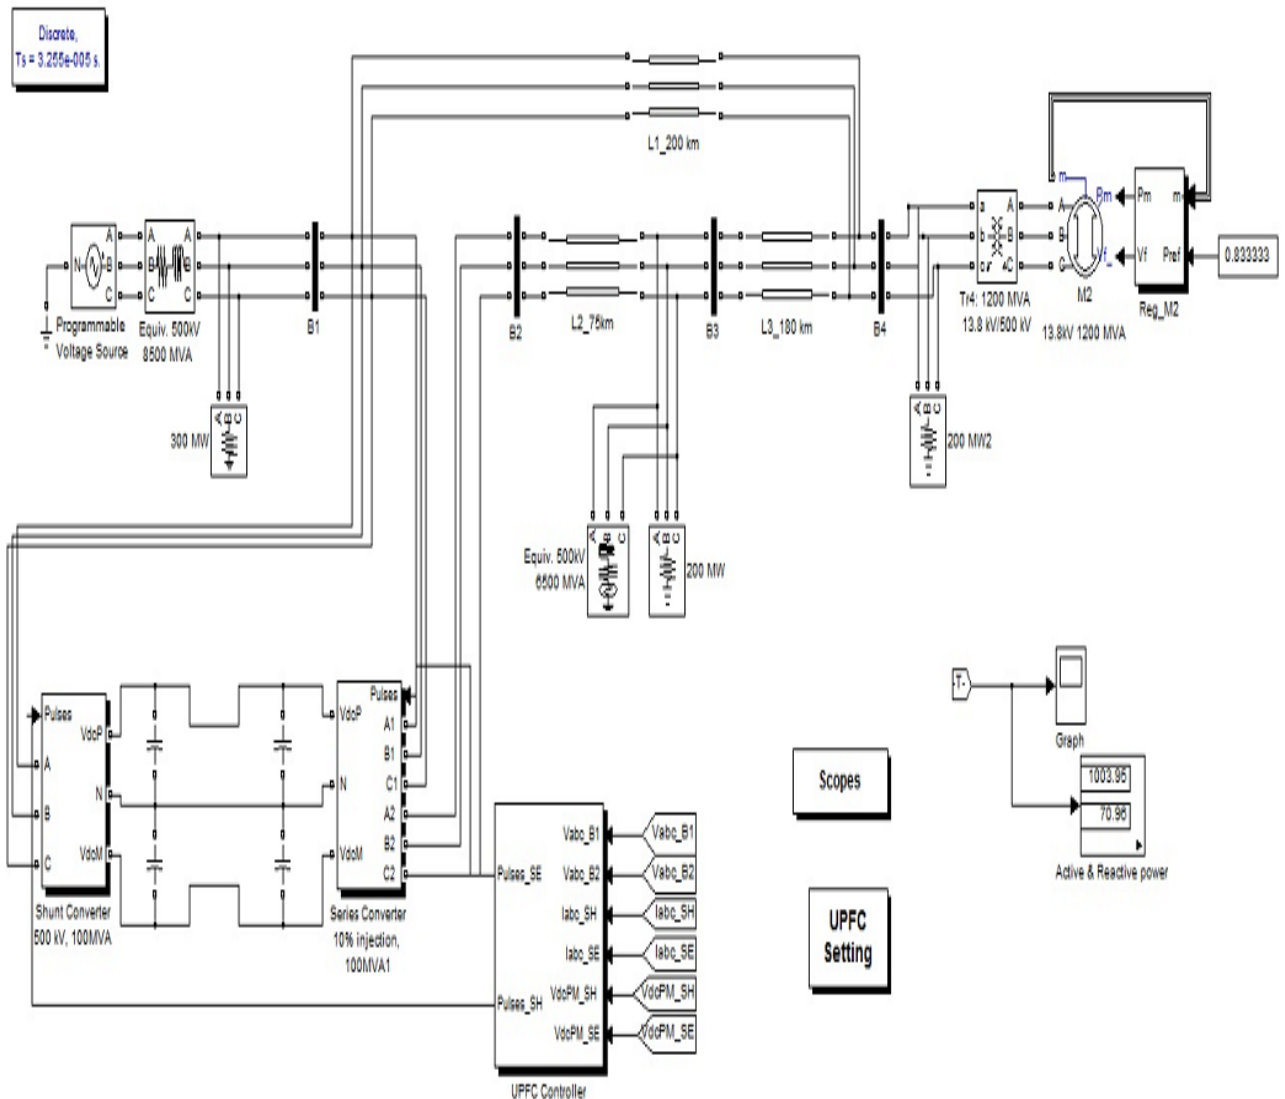 Discrete,
Ts = 3.255e-005 s.
L1_200 km
N
A
B
C
A
B
C
A
B
C
Programmable
Voltage Source
Equiv. 500kV
8500 MVA
B1
B2
L2_75km
B3
L3_180 km
B4
a
b
c
A
B
C
Tr4: 1200 MVA
13.8 kV/500 kV
m
A
B
C
Pm
Vf_
M2
13.8kV 1200 MVA
Pm
Vf
m
Pref
Reg_M2
0.833333
A
B
C
300 MW
A
B
C
200 MW2
A
B
C
Equiv. 500kV
6500 MVA
A
B
C
200 MW
Pulses
A
B
C
VdcP
N
VdcM
Shunt Converter
500 kV, 100MVA
VdcP
N
VdcM
Pulses
A1
B1
C1
A2
B2
C2
Series Converter
10% injection,
100MVA1
Pulses_SE
Pulses_SH
Vabc_B1
Vabc_B2
Iabc_SH
Iabc_SE
VdcPM_SH
VdcPM_SE
UPFC Controller
Vabc_B1
Vabc_B2
Iabc_SH
Iabc_SE
VdcPM_SH
VdcPM_SE
Scopes
UPFC
Setting
-T-
Graph
1003.95
70.96
Active & Reactive power